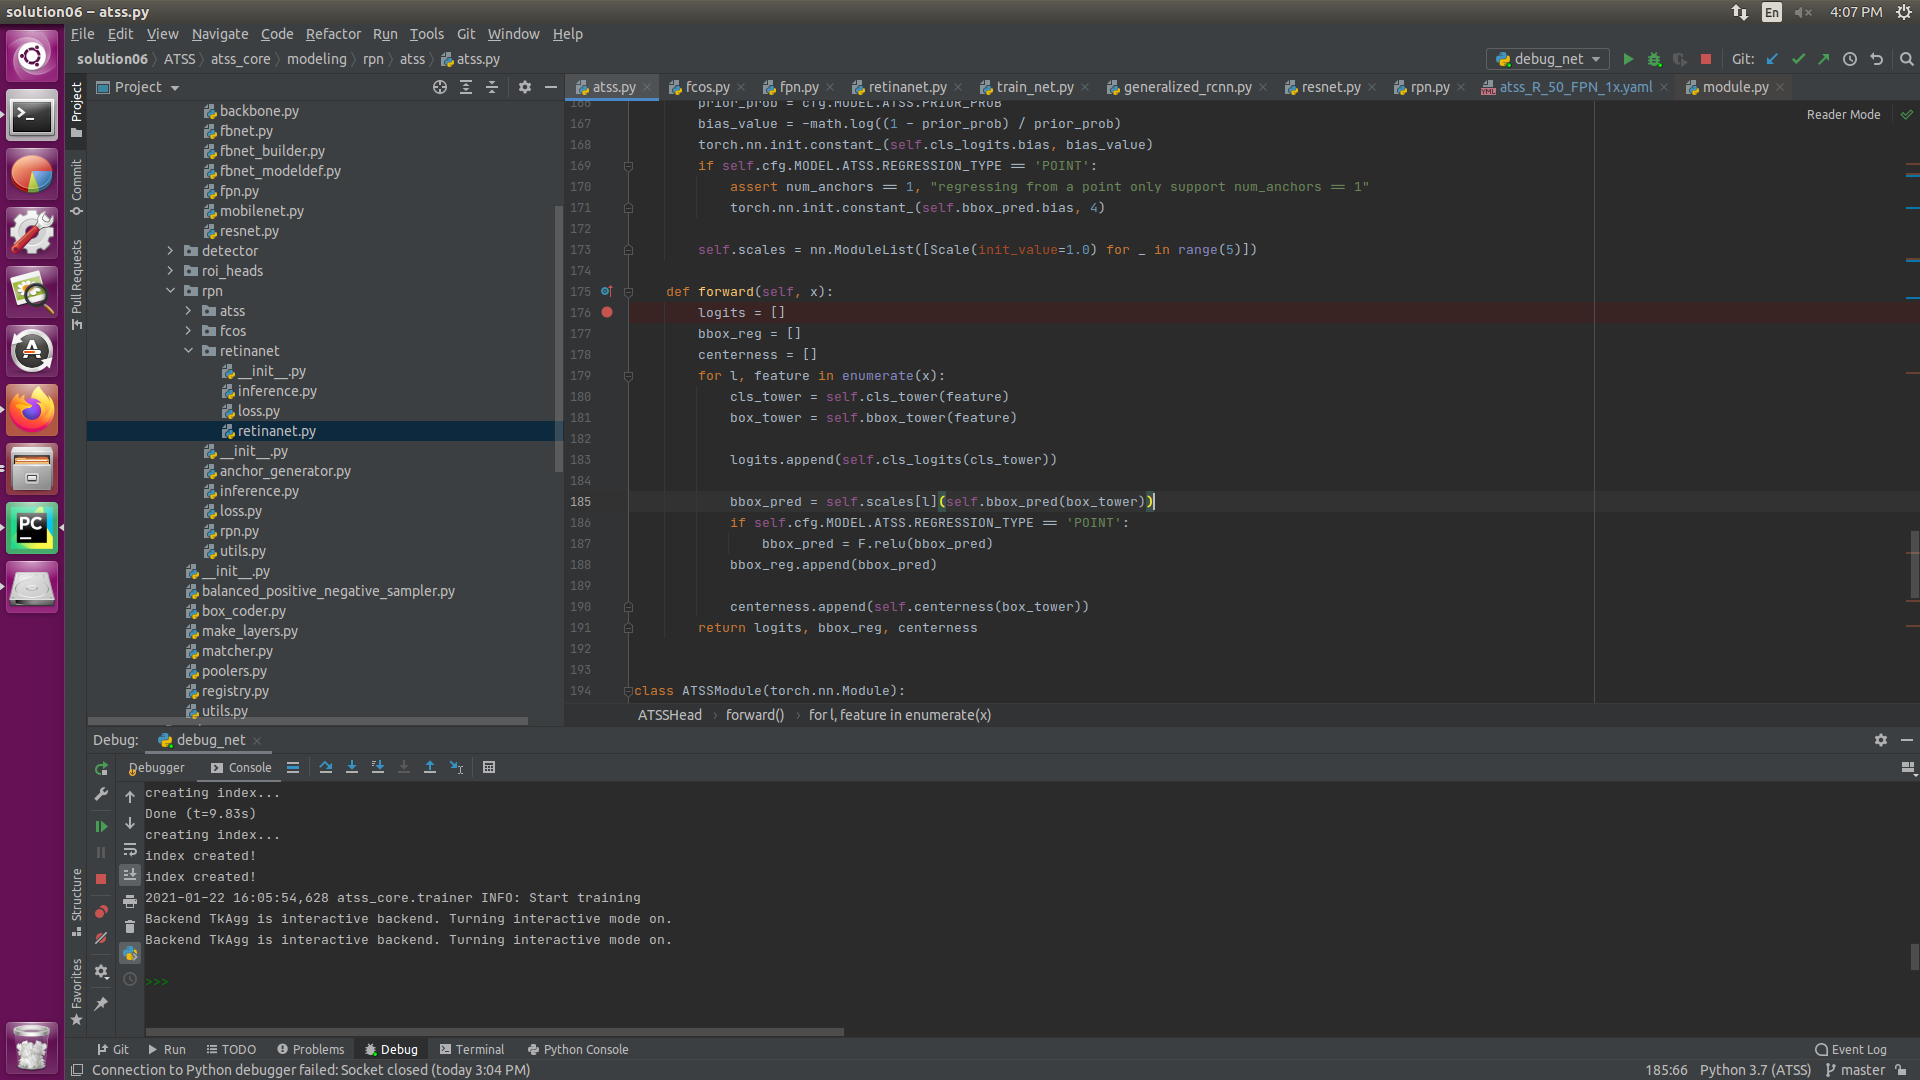 solution06 – atss.py
En
4:07 PM
File Edit View Navigate Code Refactor Run Tools Git Window Help
solution06 ATSS atss_core modeling rpn atss atss.py
debug_net
Git:
Project
atss.py fcos.py fpn.py retinanet.py train_net.py generalized_rcnn.py resnet.py rpn.py atss_R_50_FPN_1x.yaml module.py
Reader Mode
Project
Commit
Pull Requests
Structure
Favorites
backbone.py
fbnet.py
fbnet_builder.py
fbnet_modeldef.py
fpn.py
mobilenet.py
resnet.py
detector
roi_heads
rpn
atss
fcos
retinanet
__init__.py
inference.py
loss.py
retinanet.py
__init__.py
anchor_generator.py
inference.py
loss.py
rpn.py
utils.py
__init__.py
balanced_positive_negative_sampler.py
box_coder.py
make_layers.py
matcher.py
poolers.py
registry.py
utils.py
166 prior_prob = cfg.MODEL.ATSS.PRIOR_PROB
167 bias_value = -math.log((1 - prior_prob) / prior_prob)
168 torch.nn.init.constant_(self.cls_logits.bias, bias_value)
169 if self.cfg.MODEL.ATSS.REGRESSION_TYPE == 'POINT':
170 assert num_anchors == 1, "regressing from a point only support num_anchors == 1"
171 torch.nn.init.constant_(self.bbox_pred.bias, 4)
172
173 self.scales = nn.ModuleList([Scale(init_value=1.0) for _ in range(5)])
174
175 def forward(self, x):
176 logits = []
177 bbox_reg = []
178 centerness = []
179 for l, feature in enumerate(x):
180 cls_tower = self.cls_tower(feature)
181 box_tower = self.bbox_tower(feature)
182
183 logits.append(self.cls_logits(cls_tower))
184
185 bbox_pred = self.scales[l](self.bbox_pred(box_tower))
186 if self.cfg.MODEL.ATSS.REGRESSION_TYPE == 'POINT':
187 bbox_pred = F.relu(bbox_pred)
188 bbox_reg.append(bbox_pred)
189
190 centerness.append(self.centerness(box_tower))
191 return logits, bbox_reg, centerness
192
193
194 class ATSSModule(torch.nn.Module):
ATSSHead › forward() › for l, feature in enumerate(x)
Debug: debug_net
Debugger Console
creating index...
Done (t=9.83s)
creating index...
index created!
index created!
2021-01-22 16:05:54,628 atss_core.trainer INFO: Start training
Backend TkAgg is interactive backend. Turning interactive mode on.
Backend TkAgg is interactive backend. Turning interactive mode on.
>>>
Git Run TODO Problems Debug Terminal Python Console Event Log
Connection to Python debugger failed: Socket closed (today 3:04 PM)
185:66 Python 3.7 (ATSS) master